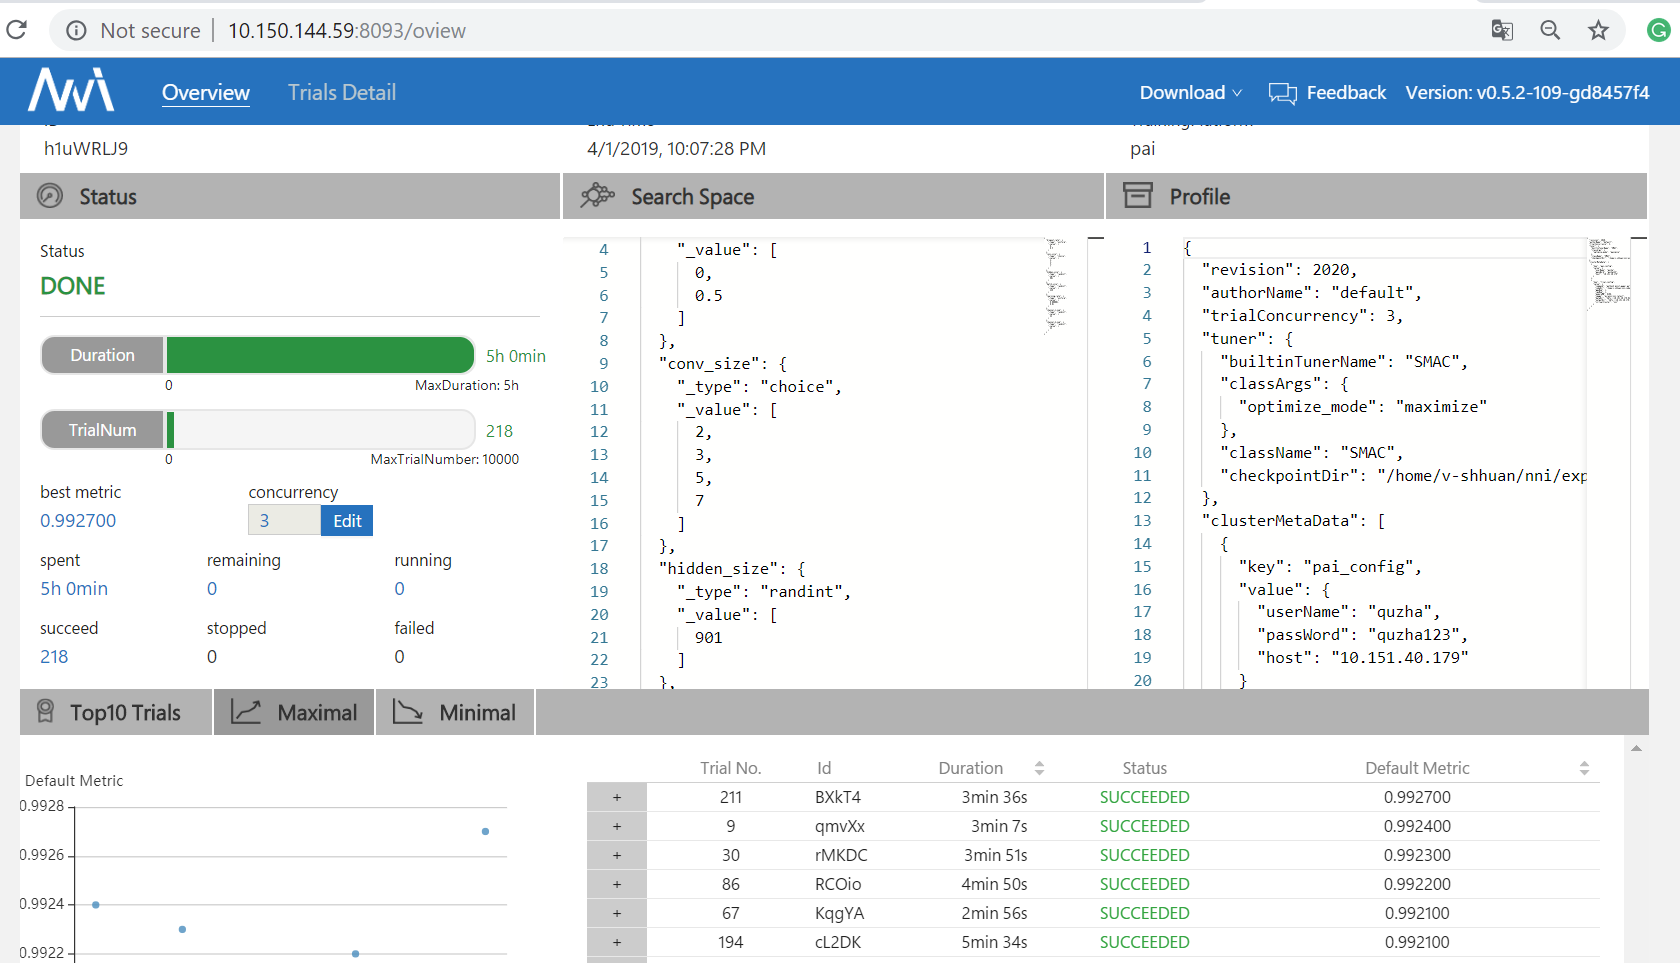 Not secure | 10.150.144.59:8093/oview
Overview Trials Detail Download Feedback Version: v0.5.2-109-gd8457f4
h1uWRLJ9 4/1/2019, 10:07:28 PM pai
Status Search Space Profile
Status
DONE
Duration 5h 0min
0 MaxDuration: 5h
TrialNum 218
0 MaxTrialNumber: 10000
best metric concurrency
0.992700 3 Edit
spent remaining running
5h 0min 0 0
succeed stopped failed
218 0 0
4 "_value": [
5 0,
6 0.5
7 ]
8 },
9 "conv_size": {
10 "_type": "choice",
11 "_value": [
12 2,
13 3,
14 5,
15 7
16 ]
17 },
18 "hidden_size": {
19 "_type": "randint",
20 "_value": [
21 901
22 ]
23 },
1 {
2 "revision": 2020,
3 "authorName": "default",
4 "trialConcurrency": 3,
5 "tuner": {
6 "builtinTunerName": "SMAC",
7 "classArgs": {
8 "optimize_mode": "maximize"
9 },
10 "className": "SMAC",
11 "checkpointDir": "/home/v-shhuan/nni/exp
12 },
13 "clusterMetaData": [
14 {
15 "key": "pai_config",
16 "value": {
17 "userName": "quzha",
18 "passWord": "quzha123",
19 "host": "10.151.40.179"
20 }
Top10 Trials Maximal Minimal
Default Metric
0.9928
0.9926
0.9924
0.9922
Trial No. Id Duration Status Default Metric
+ 211 BXkT4 3min 36s SUCCEEDED 0.992700
+ 9 qmvXx 3min 7s SUCCEEDED 0.992400
+ 30 rMKDC 3min 51s SUCCEEDED 0.992300
+ 86 RCOio 4min 50s SUCCEEDED 0.992200
+ 67 KqgYA 2min 56s SUCCEEDED 0.992100
+ 194 cL2DK 5min 34s SUCCEEDED 0.992100